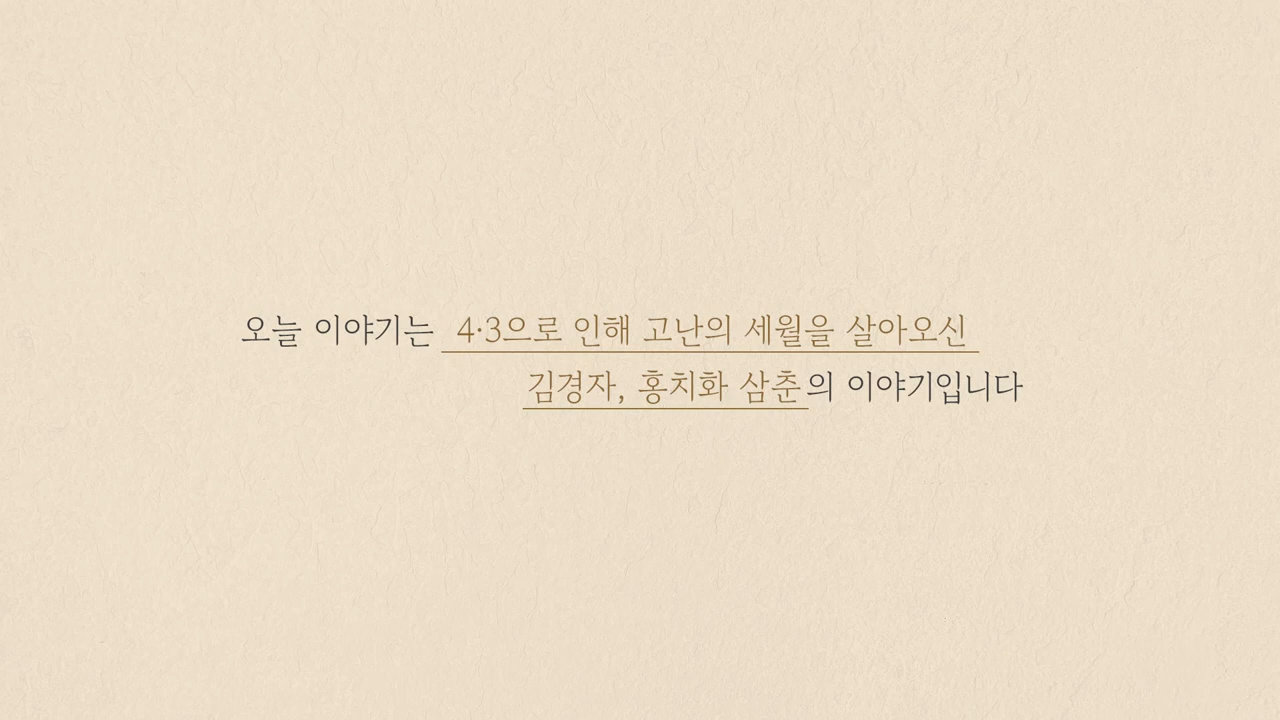 오늘 이야기는 4·3으로 인해 고난의 세월을 살아오신
김경자, 홍치화 삼춘의 이야기입니다